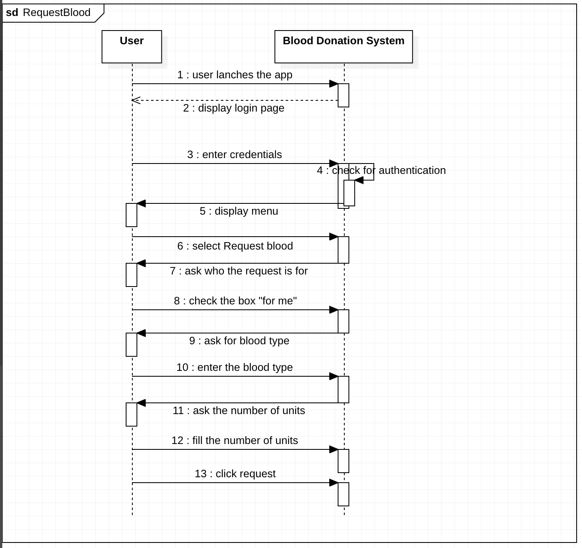 sd RequestBlood
User
Blood Donation System
1 : user lanches the app
2 : display login page
3 : enter credentials
4 : check for authentication
5 : display menu
6 : select Request blood
7 : ask who the request is for
8 : check the box "for me"
9 : ask for blood type
10 : enter the blood type
11 : ask the number of units
12 : fill the number of units
13 : click request